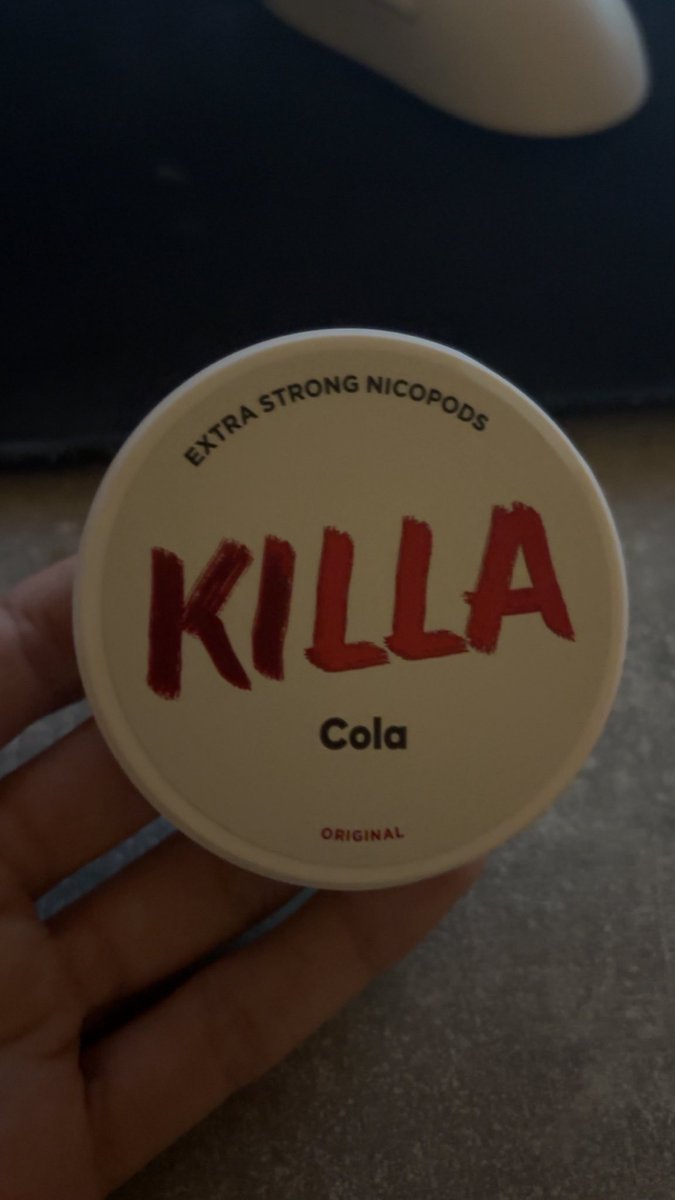 EXTRA STRONG NICOPODS
KILLA
Cola
ORIGINAL